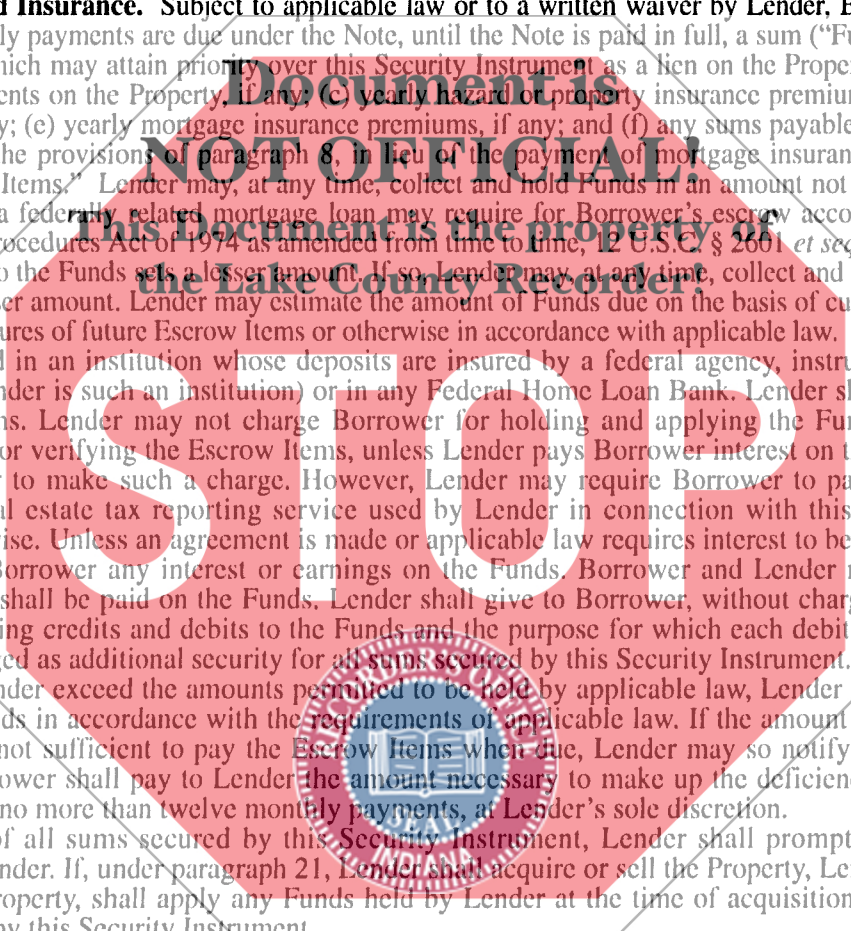 d Insurance. Subject to applicable law or to a written waiver by Lender, B
ly payments are due under the Note, until the Note is paid in full, a sum (“Fu
hich may attain priority over this Security Instrument as a lien on the Proper
ents on the Property, if any; (c) yearly hazard or property insurance premium
y; (e) yearly mortgage insurance premiums, if any; and (f) any sums payable
he provisions of paragraph 8, in lieu of the payment of mortgage insuran
Items.” Lender may, at any time, collect and hold Funds in an amount not
a federally related mortgage loan may require for Borrower’s escrow acco
rocedures Act of 1974 as amended from time to time, 12 U.S.C. § 2601 et seq
o the Funds sets a lesser amount. If so, Lender may, at any time, collect and
er amount. Lender may estimate the amount of Funds due on the basis of cu
ures of future Escrow Items or otherwise in accordance with applicable law.
d in an institution whose deposits are insured by a federal agency, instru
nder is such an institution) or in any Federal Home Loan Bank. Lender sh
ns. Lender may not charge Borrower for holding and applying the Fun
or verifying the Escrow Items, unless Lender pays Borrower interest on t
r to make such a charge. However, Lender may require Borrower to pa
al estate tax reporting service used by Lender in connection with this
ise. Unless an agreement is made or applicable law requires interest to be
Borrower any interest or earnings on the Funds. Borrower and Lender
shall be paid on the Funds. Lender shall give to Borrower, without charg
ing credits and debits to the Funds and the purpose for which each debit
ged as additional security for all sums secured by this Security Instrument.
nder exceed the amounts permitted to be held by applicable law, Lender
ds in accordance with the requirements of applicable law. If the amount
not sufficient to pay the Escrow Items when due, Lender may so notify
ower shall pay to Lender the amount necessary to make up the deficien
no more than twelve monthly payments, at Lender’s sole discretion.
of all sums secured by this Security Instrument, Lender shall prompt
nder. If, under paragraph 21, Lender shall acquire or sell the Property, Le
roperty, shall apply any Funds held by Lender at the time of acquisition
by this Security Instrument
Document is
NOT OFFICIAL!
This Document is the property of
the Lake County Recorder!
STOP
RECORDER'S OFFICE
SEAL
INDIANA